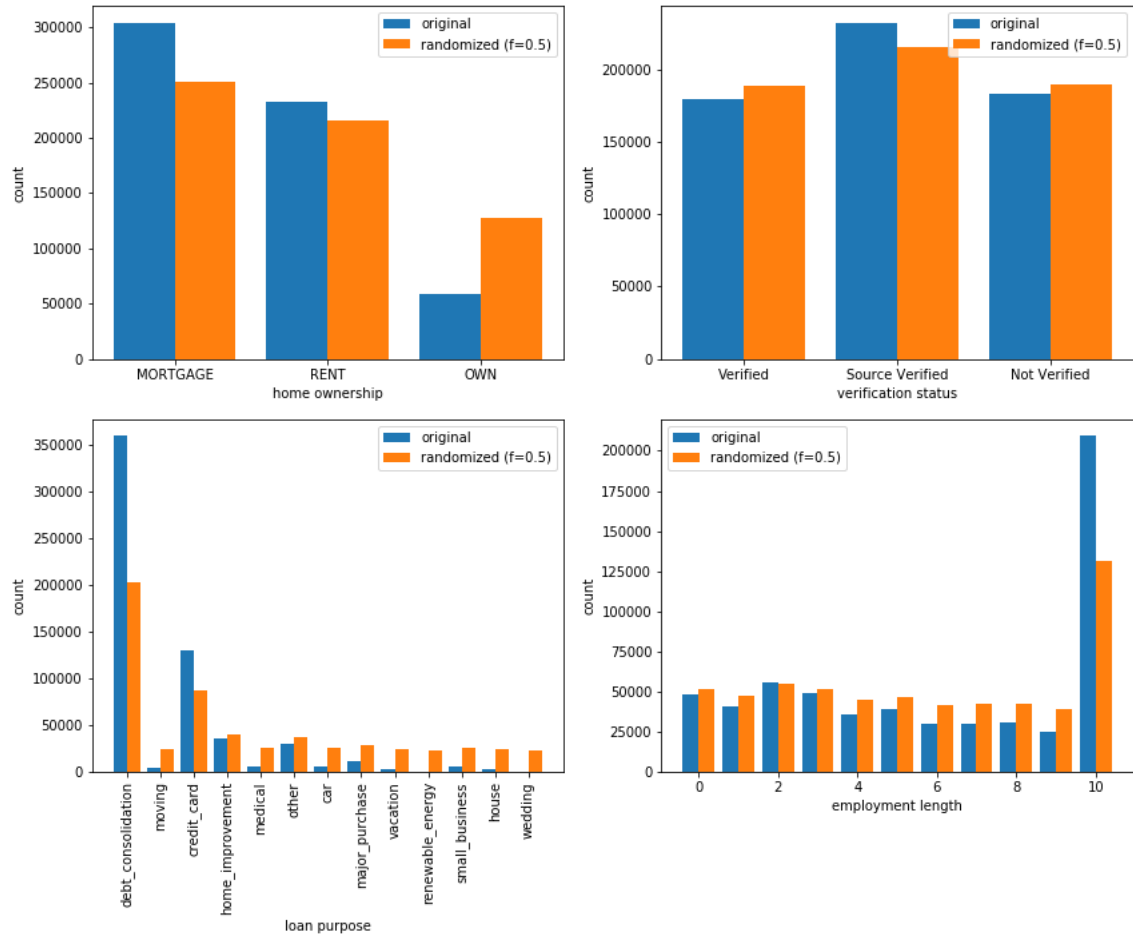 300000
250000
200000
150000
100000
50000
0
count
original
randomized (f=0.5)
MORTGAGE RENT OWN
home ownership
200000
150000
100000
50000
0
count
original
randomized (f=0.5)
Verified Source Verified Not Verified
verification status
350000
300000
250000
200000
150000
100000
50000
0
count
original
randomized (f=0.5)
debt_consolidation
moving
credit_card
home_improvement
medical
other
car
major_purchase
vacation
renewable_energy
small_business
house
wedding
loan purpose
200000
175000
150000
125000
100000
75000
50000
25000
0
count
original
randomized (f=0.5)
0 2 4 6 8 10
employment length